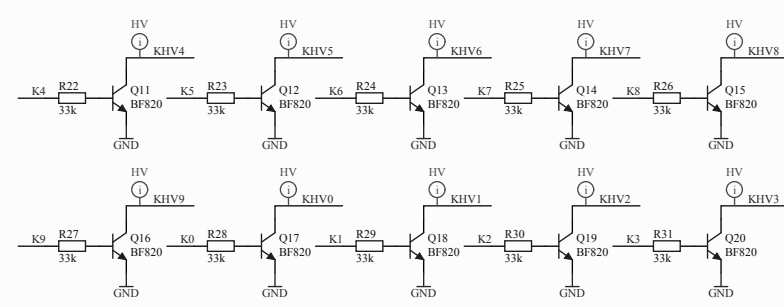 HV HV HV HV HV
i i i i i
KHV4 KHV5 KHV6 KHV7 KHV8
K4 R22 Q11 K5 R23 Q12 K6 R24 Q13 K7 R25 Q14 K8 R26 Q15
33k BF820 33k BF820 33k BF820 33k BF820 33k BF820
GND GND GND GND GND
HV HV HV HV HV
i i i i i
KHV9 KHV0 KHV1 KHV2 KHV3
K9 R27 Q16 K0 R28 Q17 K1 R29 Q18 K2 R30 Q19 K3 R31 Q20
33k BF820 33k BF820 33k BF820 33k BF820 33k BF820
GND GND GND GND GND